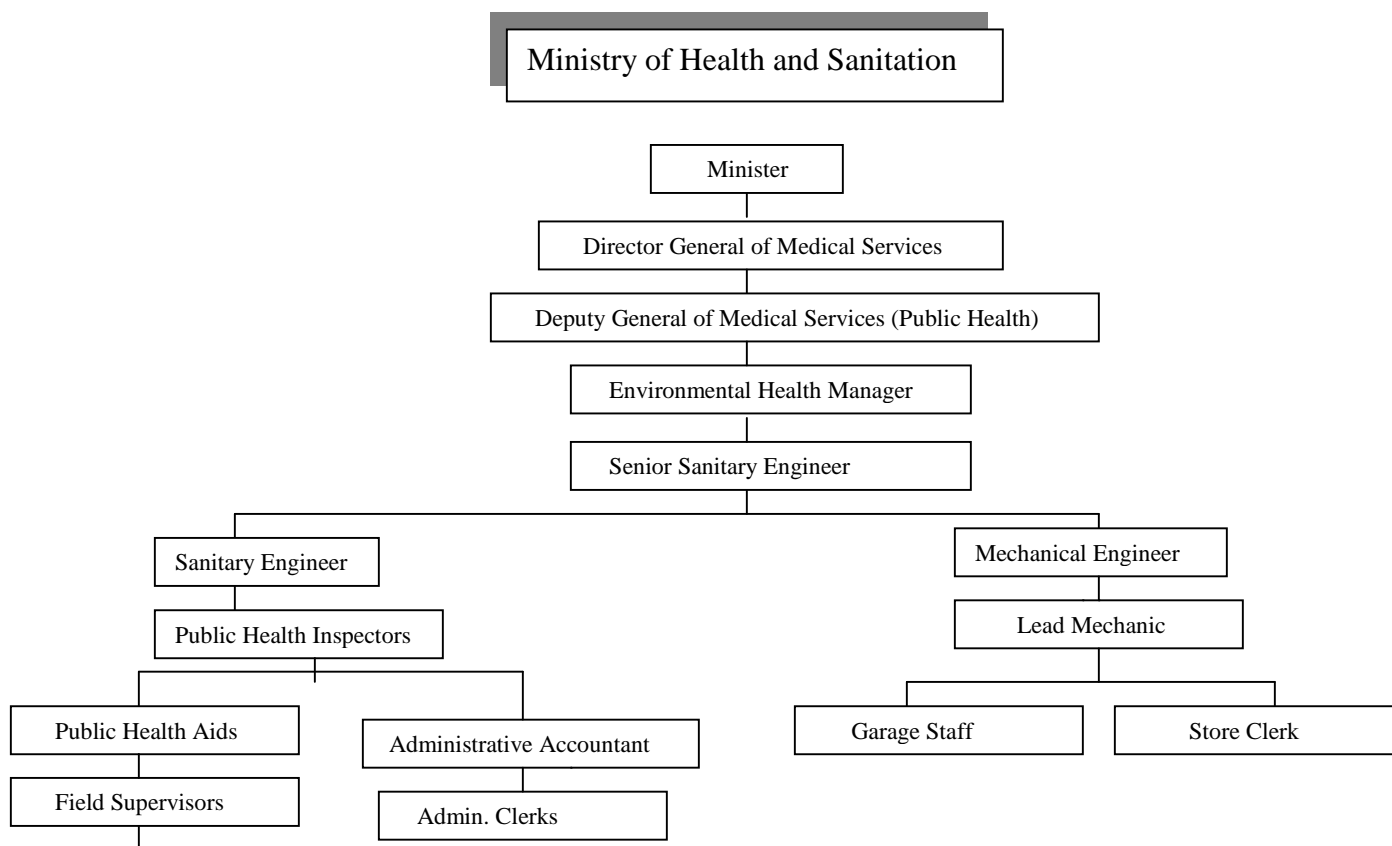 Ministry of Health and Sanitation
Minister
Director General of Medical Services
Deputy General of Medical Services (Public Health)
Environmental Health Manager
Senior Sanitary Engineer
Sanitary Engineer
Mechanical Engineer
Public Health Inspectors
Lead Mechanic
Public Health Aids
Administrative Accountant
Garage Staff
Store Clerk
Field Supervisors
Admin. Clerks